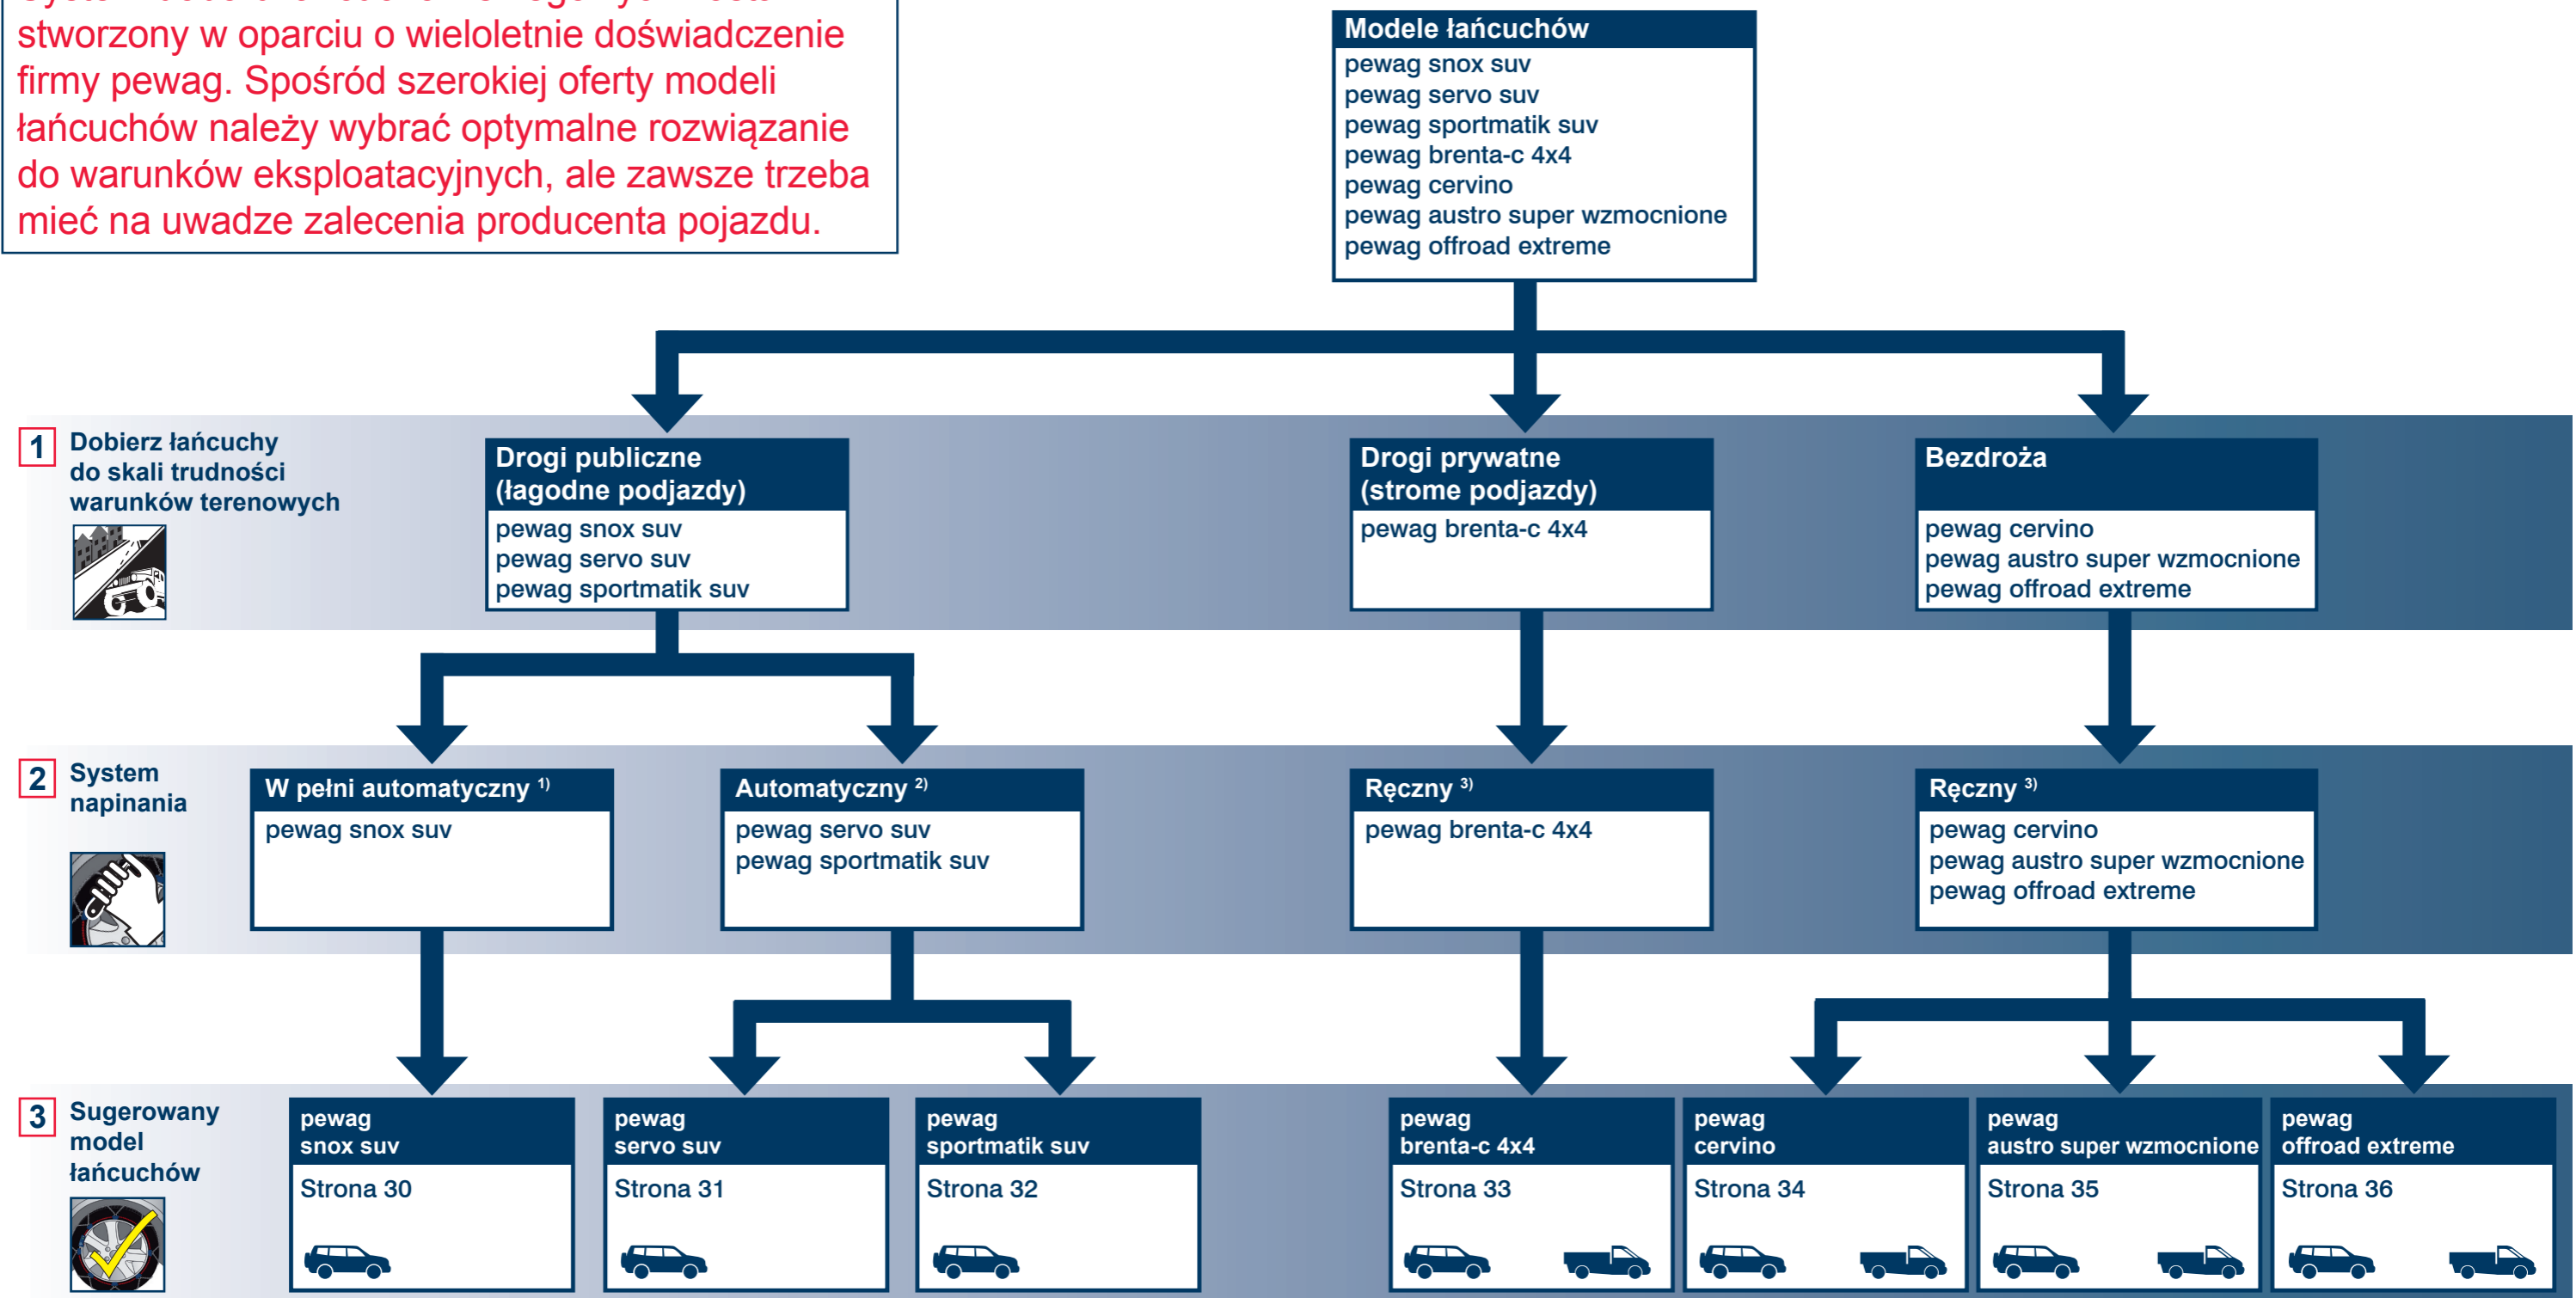 stworzony w oparciu o wieloletnie doświadczenie
firmy pewag. Spośród szerokiej oferty modeli
łańcuchów należy wybrać optymalne rozwiązanie
do warunków eksploatacyjnych, ale zawsze trzeba
mieć na uwadze zalecenia producenta pojazdu.
Modele łańcuchów
pewag snox suv
pewag servo suv
pewag sportmatik suv
pewag brenta-c 4x4
pewag cervino
pewag austro super wzmocnione
pewag offroad extreme
1 Dobierz łańcuchy
do skali trudności
warunków terenowych
Drogi publiczne
(łagodne podjazdy)
pewag snox suv
pewag servo suv
pewag sportmatik suv
Drogi prywatne
(strome podjazdy)
pewag brenta-c 4x4
Bezdroża
pewag cervino
pewag austro super wzmocnione
pewag offroad extreme
2 System
napinania
W pełni automatyczny 1)
pewag snox suv
Automatyczny 2)
pewag servo suv
pewag sportmatik suv
Ręczny 3)
pewag brenta-c 4x4
Ręczny 3)
pewag cervino
pewag austro super wzmocnione
pewag offroad extreme
3 Sugerowany
model
łańcuchów
pewag
snox suv
Strona 30
pewag
servo suv
Strona 31
pewag
sportmatik suv
Strona 32
pewag
brenta-c 4x4
Strona 33
pewag
cervino
Strona 34
pewag
austro super wzmocnione
Strona 35
pewag
offroad extreme
Strona 36